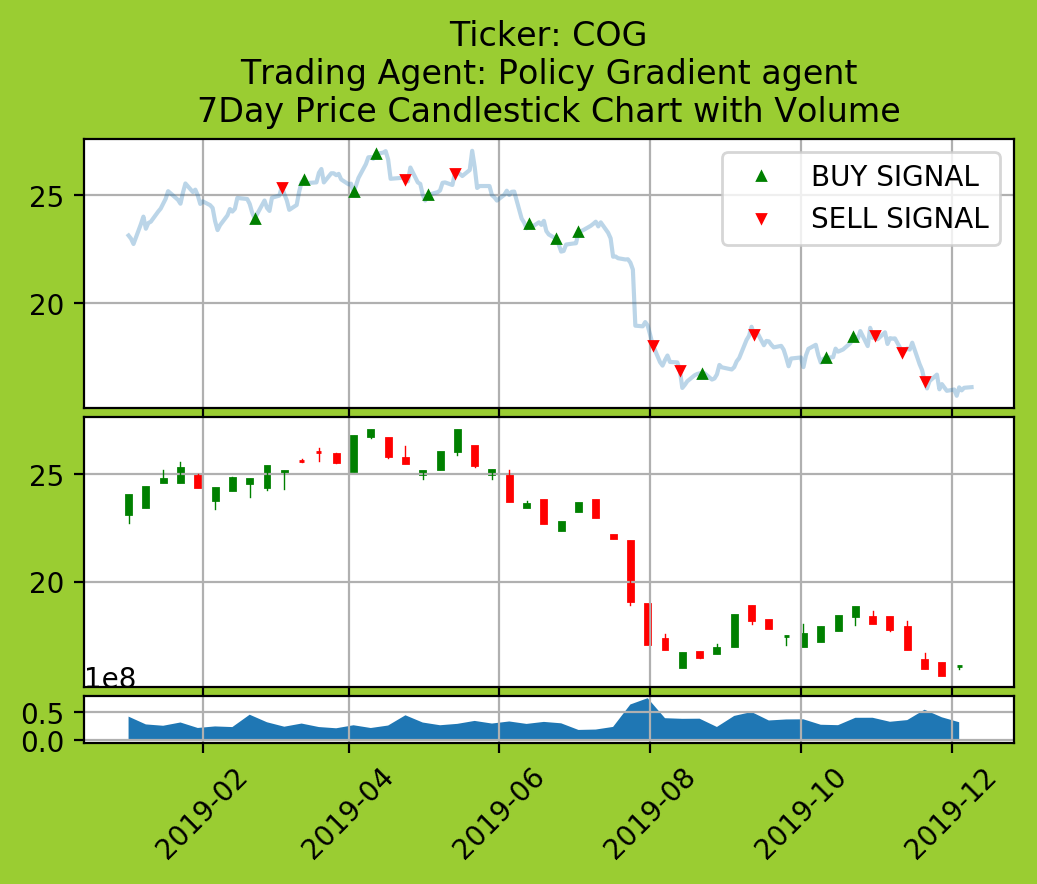 Ticker: COG
Trading Agent: Policy Gradient agent
7Day Price Candlestick Chart with Volume
BUY SIGNAL
SELL SIGNAL
25
20
25
20
1e8
0.5
0.0
2019-02
2019-04
2019-06
2019-08
2019-10
2019-12